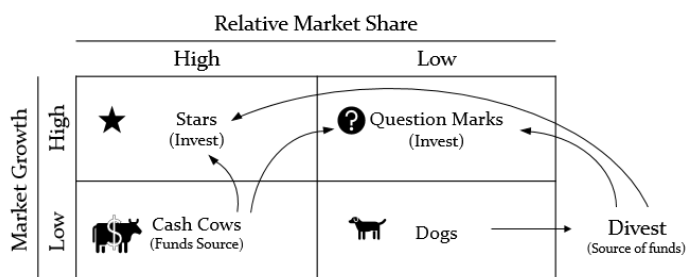 Relative Market Share
High
Low
Market Growth
High
Stars
(Invest)
?
Question Marks
(Invest)
Low
$
Cash Cows
(Funds Source)
Dogs
Divest
(Source of funds)